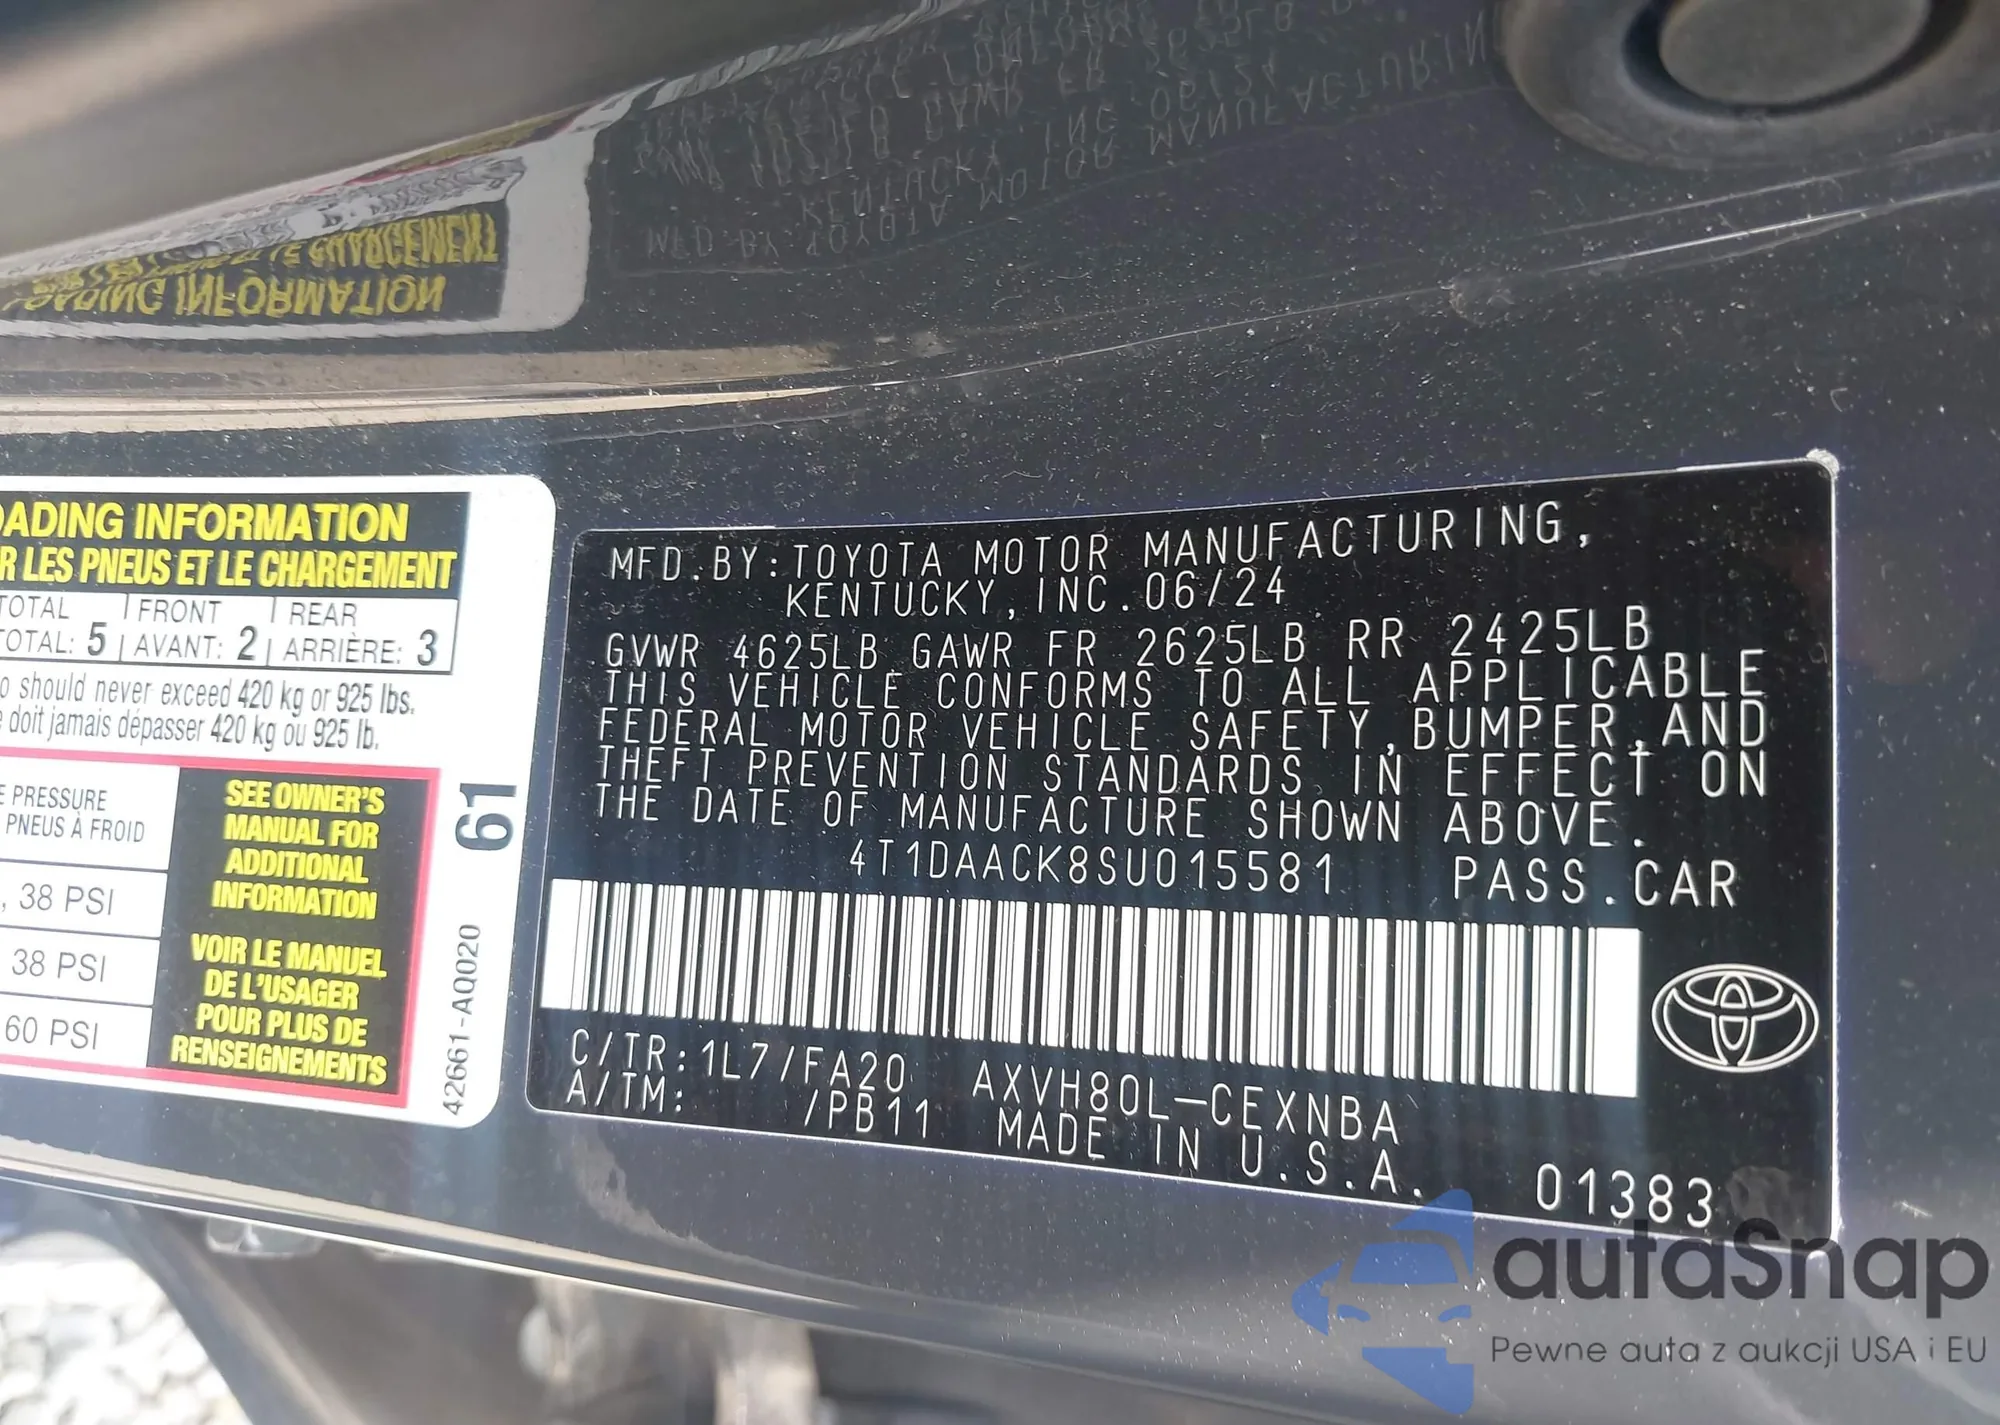 OADING INFORMATION
R LES PNEUS ET LE CHARGEMENT
TOTAL | FRONT | REAR
TOTAL: 5 | AVANT: 2 | ARRIÈRE: 3
o should never exceed 420 kg or 925 lbs.
e doit jamais dépasser 420 kg ou 925 lb.
E PRESSURE
PNEUS À FROID
, 38 PSI
38 PSI
60 PSI
SEE OWNER'S
MANUAL FOR
ADDITIONAL
INFORMATION
VOIR LE MANUEL
DE L'USAGER
POUR PLUS DE
RENSEIGNEMENTS
61
42661-AQ020
MFD.BY:TOYOTA MOTOR MANUFACTURING,
KENTUCKY, INC.06/24
GVWR 4625LB GAWR FR 2625LB RR 2425LB
THIS VEHICLE CONFORMS TO ALL APPLICABLE
FEDERAL MOTOR VEHICLE SAFETY,BUMPER,AND
THEFT PREVENTION STANDARDS IN EFFECT ON
THE DATE OF MANUFACTURE SHOWN ABOVE.
4T1DAACK8SU015581 PASS.CAR
C/TR:1L7/FA20 AXVH80L-CEXNBA
A/TM: /PB11 MADE IN U.S.A.
01383
autaSnap
Pewne auta z aukcji USA i EU